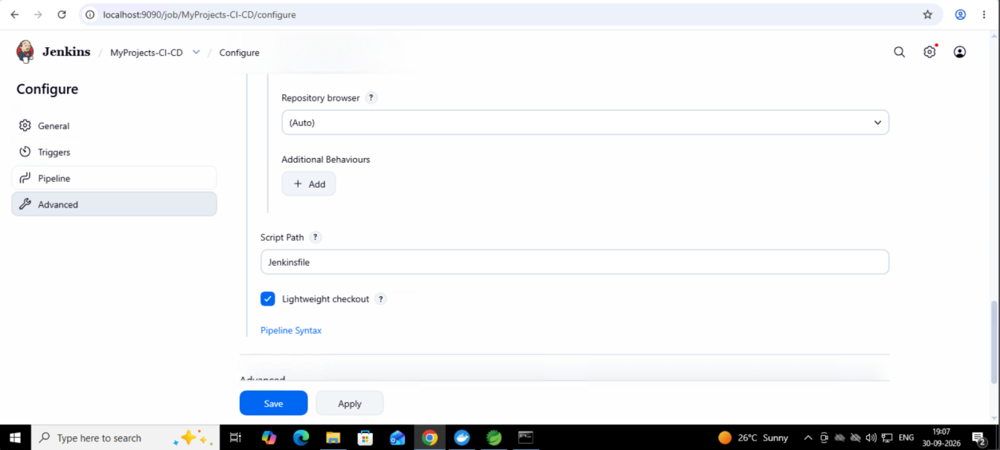 localhost:9090/job/MyProjects-CI-CD/configure
Jenkins / MyProjects-CI-CD / Configure
Configure
General
Triggers
Pipeline
Advanced
Repository browser ?
(Auto)
Additional Behaviours
+ Add
Script Path ?
Jenkinsfile
Lightweight checkout ?
Pipeline Syntax
Advanced
Save
Apply
Type here to search
26°C Sunny
ENG
19:07
30-09-2026
2